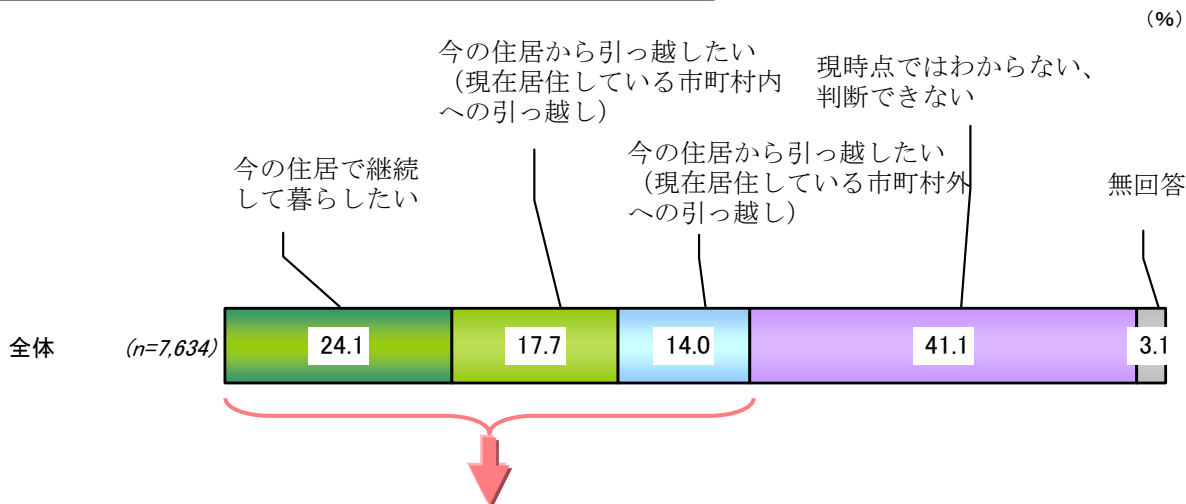 （%）
今の住居で継続
して暮らしたい
今の住居から引っ越したい
（現在居住している市町村内
への引っ越し）
今の住居から引っ越したい
（現在居住している市町村外
への引っ越し）
現時点ではわからない、
判断できない
無回答
全体 (n=7,634) 24.1 17.7 14.0 41.1 3.1